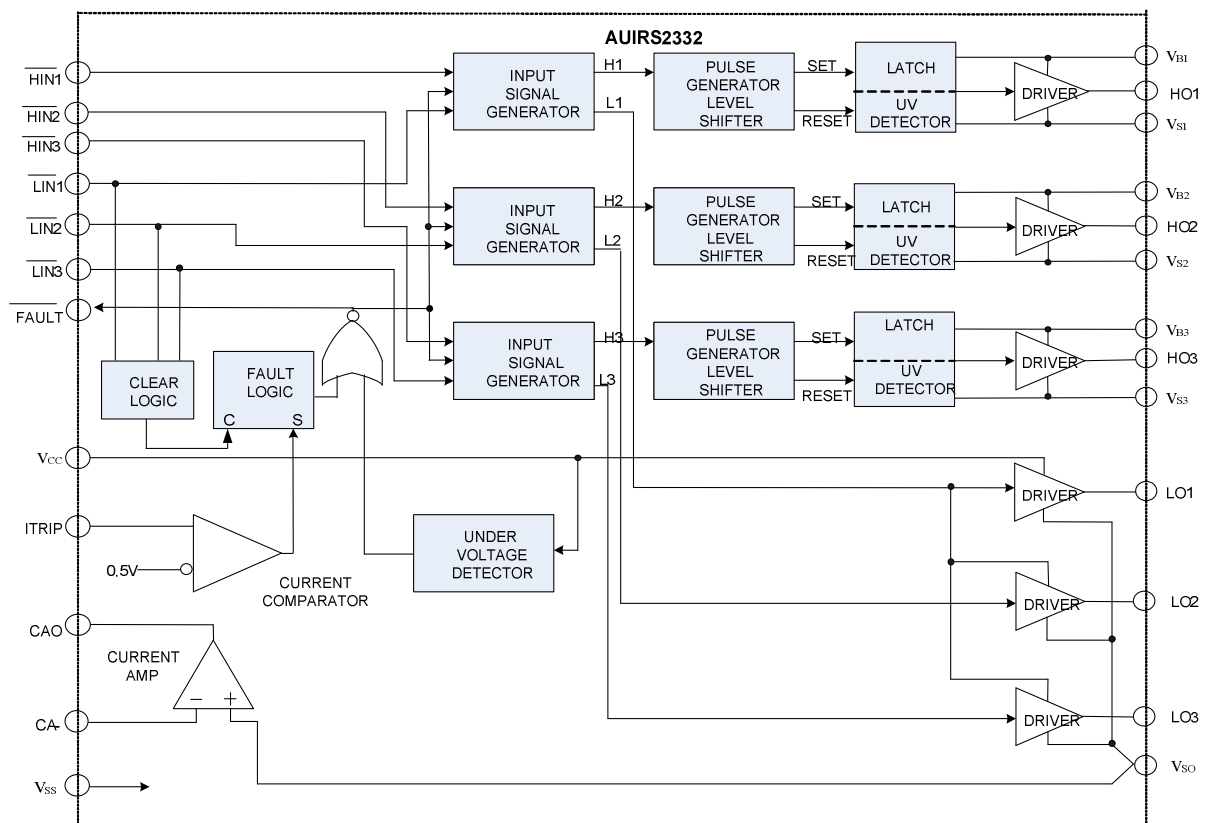 AUIRS2332
HIN1
HIN2
HIN3
LIN1
LIN2
LIN3
FAULT
VCC
ITRIP
0.5V
CAO
CA-
VSS
INPUT
SIGNAL
GENERATOR
H1
L1
PULSE
GENERATOR
LEVEL
SHIFTER
SET
RESET
LATCH
UV
DETECTOR
DRIVER
VB1
HO1
VS1
INPUT
SIGNAL
GENERATOR
H2
L2
PULSE
GENERATOR
LEVEL
SHIFTER
SET
RESET
LATCH
UV
DETECTOR
DRIVER
VB2
HO2
VS2
INPUT
SIGNAL
GENERATOR
H3
L3
PULSE
GENERATOR
LEVEL
SHIFTER
SET
RESET
LATCH
UV
DETECTOR
DRIVER
VB3
HO3
VS3
CLEAR
LOGIC
FAULT
LOGIC
C
S
CURRENT
COMPARATOR
UNDER
VOLTAGE
DETECTOR
CURRENT
AMP
− +
DRIVER
LO1
DRIVER
LO2
DRIVER
LO3
VSO